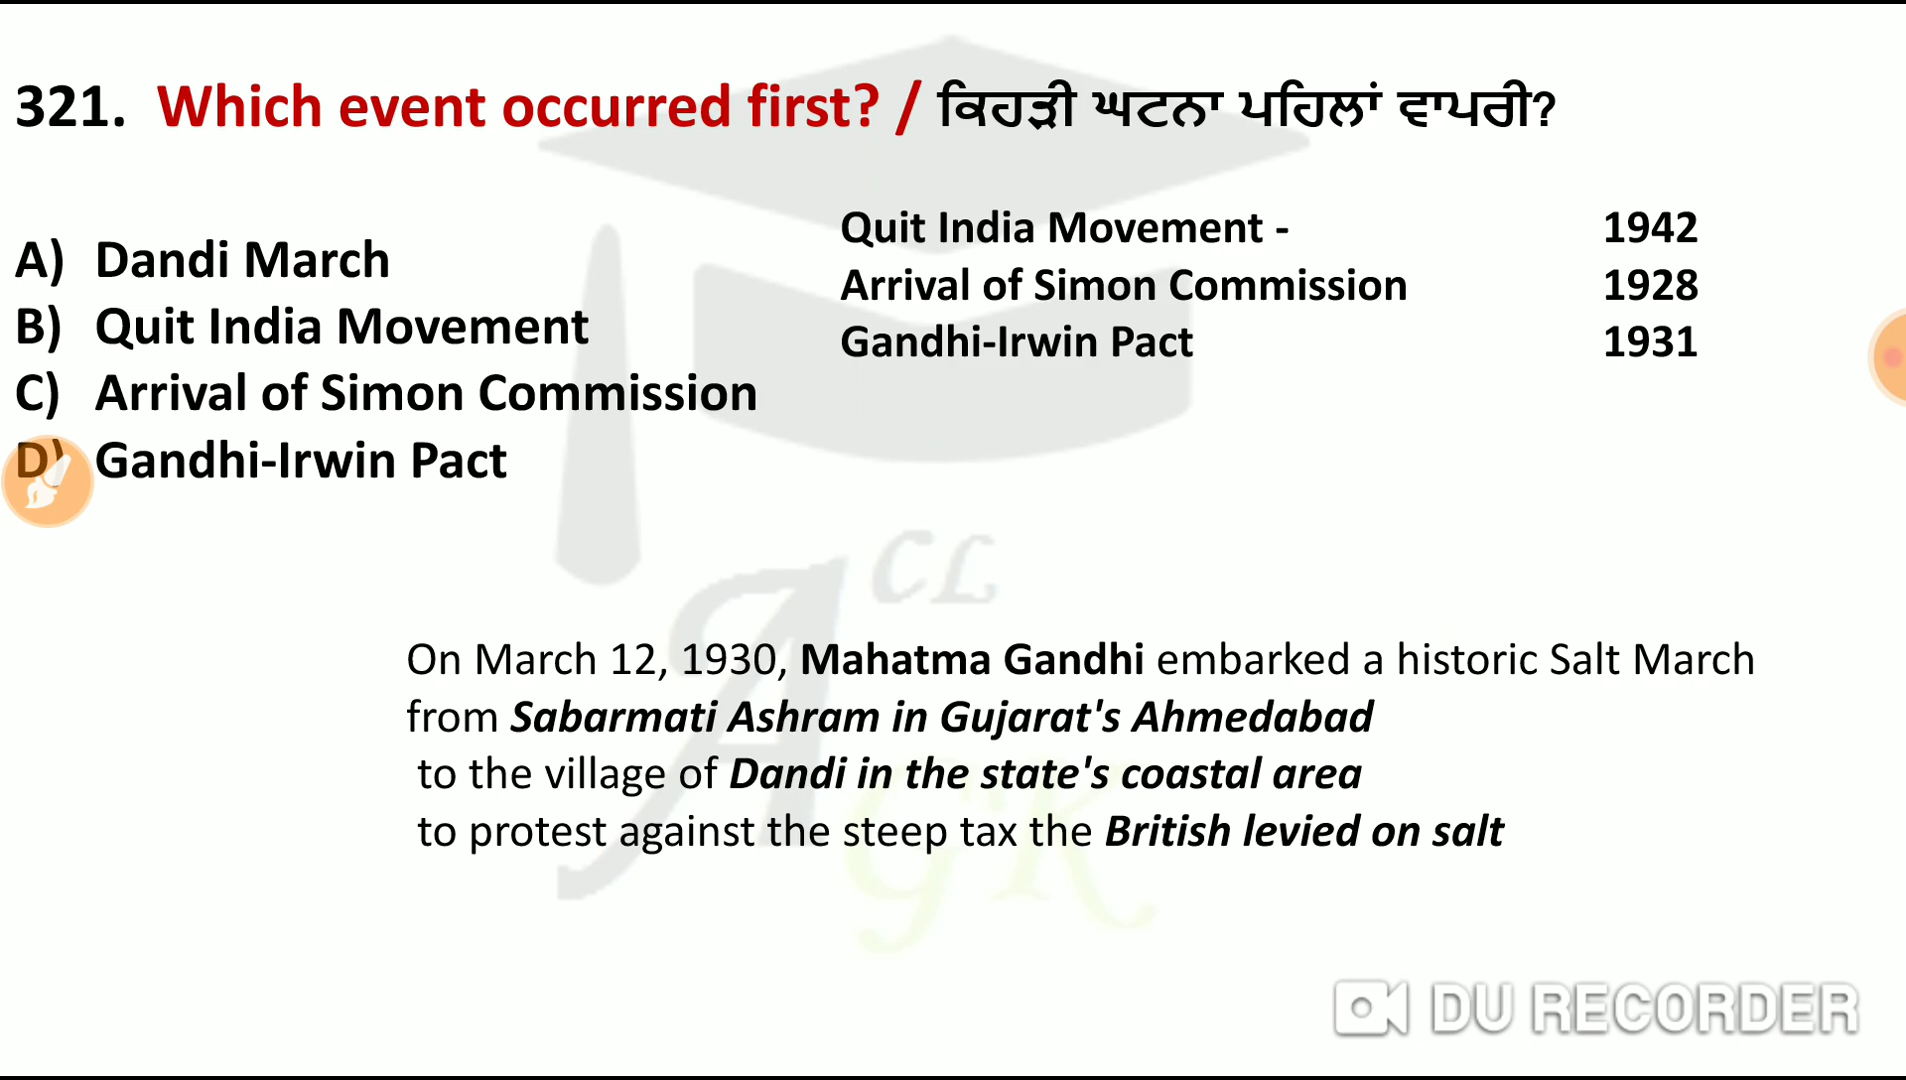 321. Which event occurred first? / ਕਿਹੜੀ ਘਟਨਾ ਪਹਿਲਾਂ ਵਾਪਰੀ?
A) Dandi March
B) Quit India Movement
C) Arrival of Simon Commission
D) Gandhi-Irwin Pact
Quit India Movement - 1942
Arrival of Simon Commission 1928
Gandhi-Irwin Pact 1931
ACL
GK
On March 12, 1930, Mahatma Gandhi embarked a historic Salt March
from Sabarmati Ashram in Gujarat's Ahmedabad
to the village of Dandi in the state's coastal area
to protest against the steep tax the British levied on salt
DU RECORDER